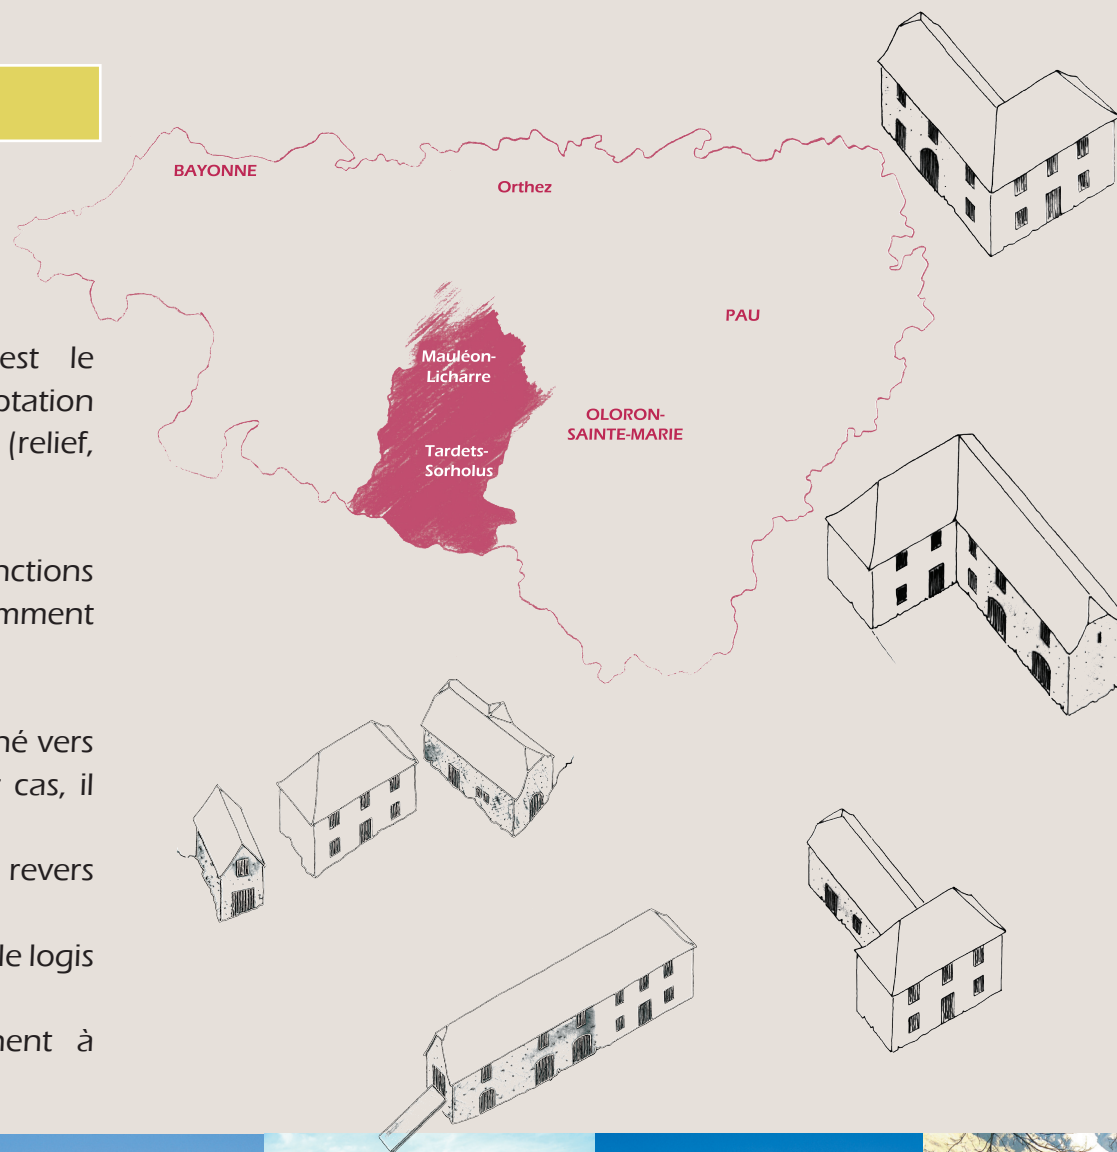 BAYONNE
Orthez
PAU
Mauléon-
Licharre
OLORON-
SAINTE-MARIE
Tardets-
Sorholus
est le
ptation
(relief,
nctions
mment
né vers
cas, il
revers
le logis
ment à